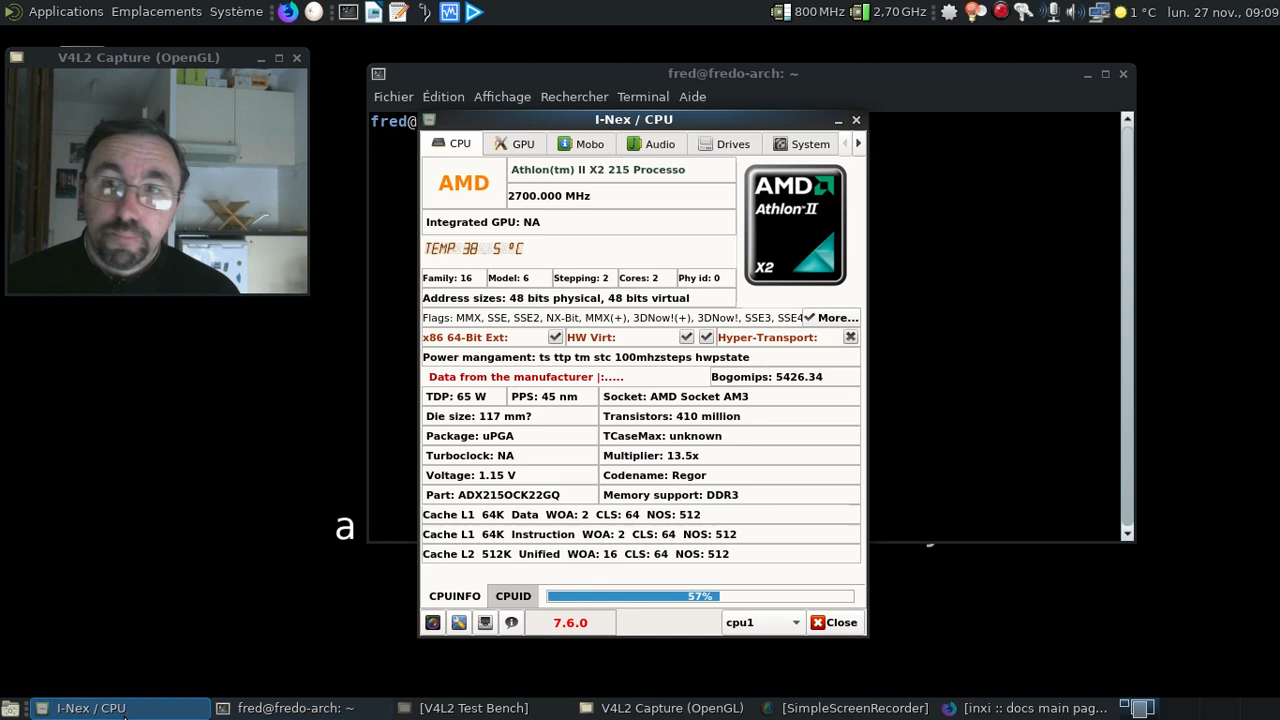 Applications Emplacements Système 800 MHz 2,70 GHz 1 °C lun. 27 nov., 09:09
V4L2 Capture (OpenGL)
fred@fredo-arch: ~
Fichier Édition Affichage Rechercher Terminal Aide
fred@
I-Nex / CPU
CPU GPU Mobo Audio Drives System
AMD
Athlon(tm) II X2 215 Processo
2700.000 MHz
Integrated GPU: NA
TEMP 38.5 ºC
AMD
Athlon-II
X2
Family: 16 Model: 6 Stepping: 2 Cores: 2 Phy id: 0
Address sizes: 48 bits physical, 48 bits virtual
Flags: MMX, SSE, SSE2, NX-Bit, MMX(+), 3DNow!(+), 3DNow!, SSE3, SSE4 More...
x86 64-Bit Ext: HW Virt: Hyper-Transport:
Power mangament: ts ttp tm stc 100mhzsteps hwpstate
Data from the manufacturer |:..... Bogomips: 5426.34
TDP: 65 W PPS: 45 nm Socket: AMD Socket AM3
Die size: 117 mm? Transistors: 410 million
Package: uPGA TCaseMax: unknown
Turboclock: NA Multiplier: 13.5x
Voltage: 1.15 V Codename: Regor
Part: ADX215OCK22GQ Memory support: DDR3
Cache L1 64K Data WOA: 2 CLS: 64 NOS: 512
Cache L1 64K Instruction WOA: 2 CLS: 64 NOS: 512
Cache L2 512K Unified WOA: 16 CLS: 64 NOS: 512
a
CPUINFO CPUID 57%
7.6.0 cpu1 Close
I-Nex / CPU fred@fredo-arch: ~ [V4L2 Test Bench] V4L2 Capture (OpenGL) [SimpleScreenRecorder] [inxi :: docs main pag...